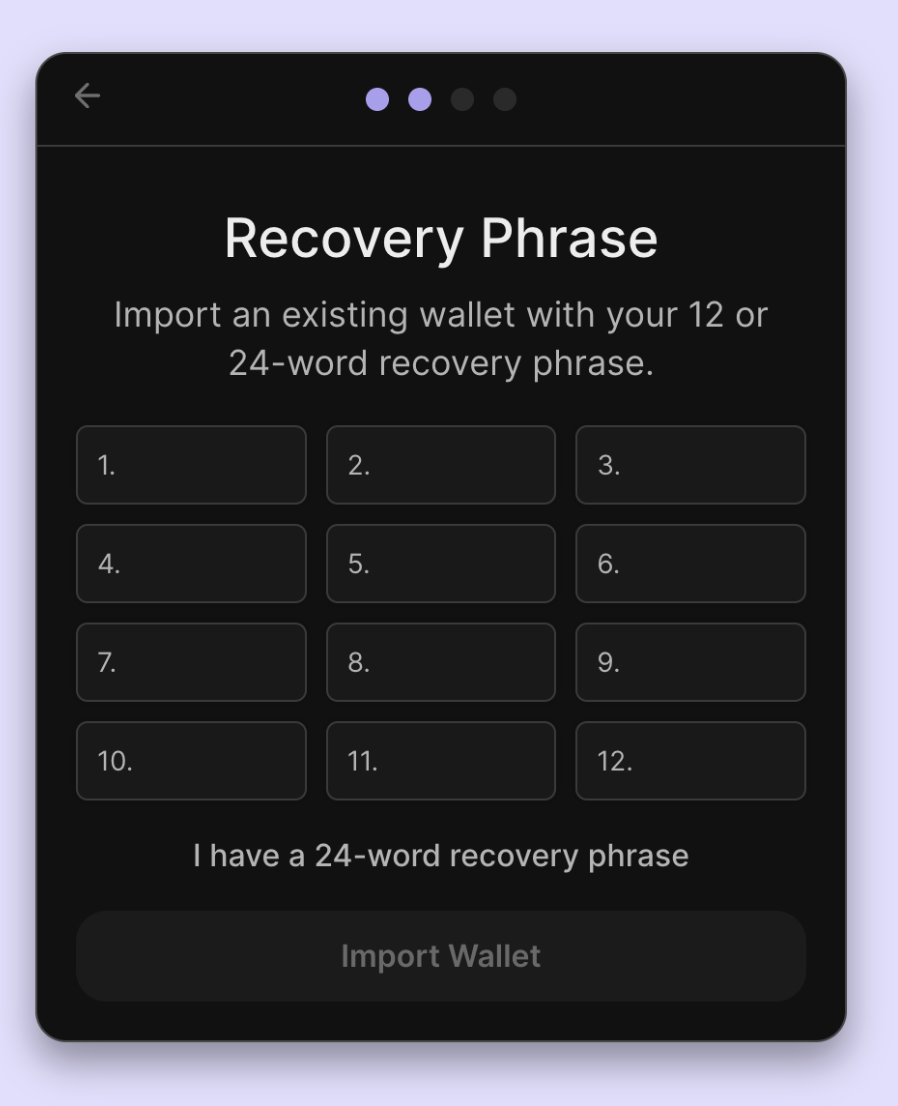 Recovery Phrase
Import an existing wallet with your 12 or
24-word recovery phrase.
1. 2. 3.
4. 5. 6.
7. 8. 9.
10. 11. 12.
I have a 24-word recovery phrase
Import Wallet